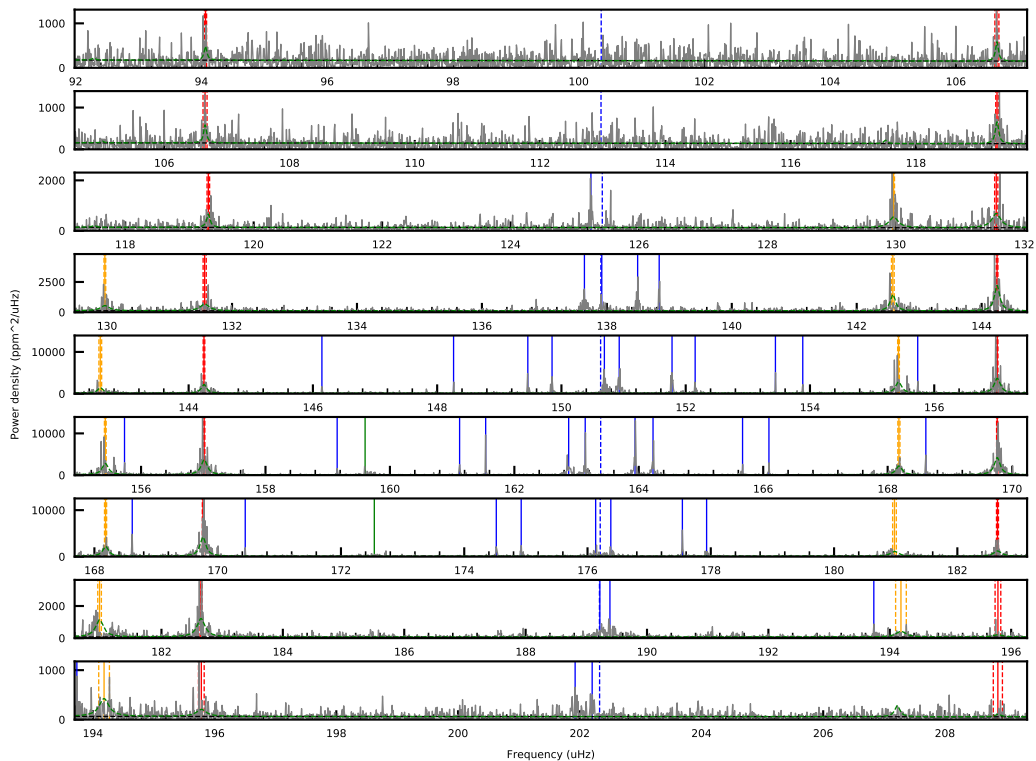 1000
0
92 94 96 98 100 102 104 106
1000
0
106 108 110 112 114 116 118
2000
0
118 120 122 124 126 128 130 132
2500
0
130 132 134 136 138 140 142 144
10000
0
144 146 148 150 152 154 156
10000
0
156 158 160 162 164 166 168 170
10000
0
168 170 172 174 176 178 180 182
2000
0
182 184 186 188 190 192 194 196
1000
0
194 196 198 200 202 204 206 208
Power density (ppm^2/uHz)
Frequency (uHz)